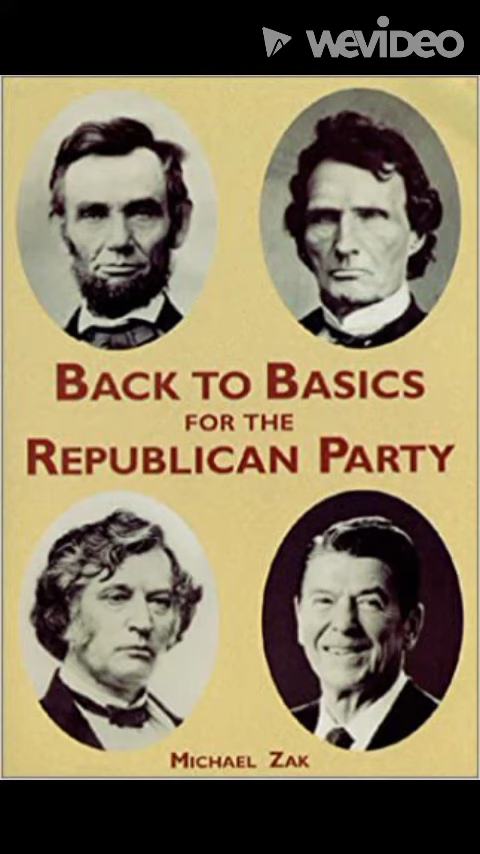 WEVIDEO
BACK TO BASICS
FOR THE
REPUBLICAN PARTY
MICHAEL ZAK